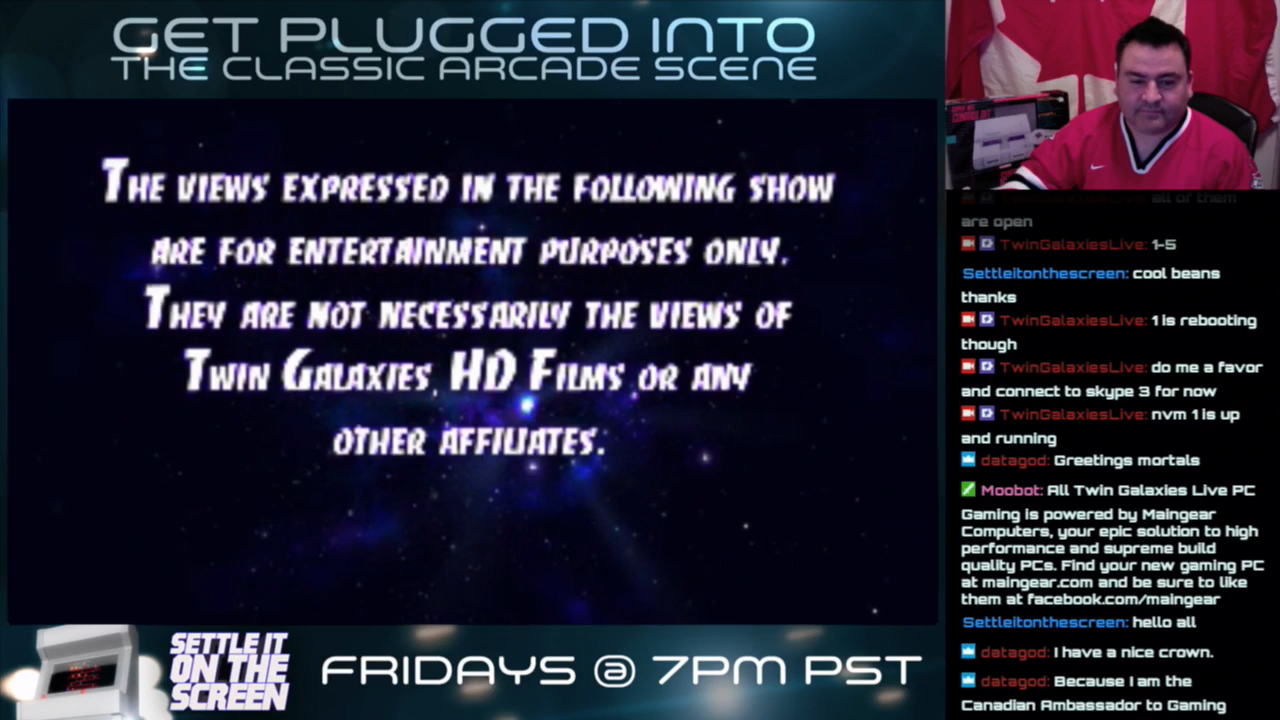 GET PLUGGED INTO
THE CLASSIC ARCADE SCENE
THE VIEWS EXPRESSED IN THE FOLLOWING SHOW
ARE FOR ENTERTAINMENT PURPOSES ONLY.
THEY ARE NOT NECESSARILY THE VIEWS OF
TWIN GALAXIES, HD FILMS OR ANY
OTHER AFFILIATES.
SETTLE IT
ON THE
SCREEN
FRIDAYS @ 7PM PST
all of them
are open
TwinGalaxiesLive: 1-5
Settleitonthescreen: cool beans
thanks
TwinGalaxiesLive: 1 is rebooting
though
TwinGalaxiesLive: do me a favor
and connect to skype 3 for now
TwinGalaxiesLive: nvm 1 is up
and running
datagod: Greetings mortals
Moobot: All Twin Galaxies Live PC
Gaming is powered by Maingear
Computers, your epic solution to high
performance and supreme build
quality PCs. Find your new gaming PC
at maingear.com and be sure to like
them at facebook.com/maingear
Settleitonthescreen: hello all
datagod: I have a nice crown.
datagod: Because I am the
Canadian Ambassador to Gaming